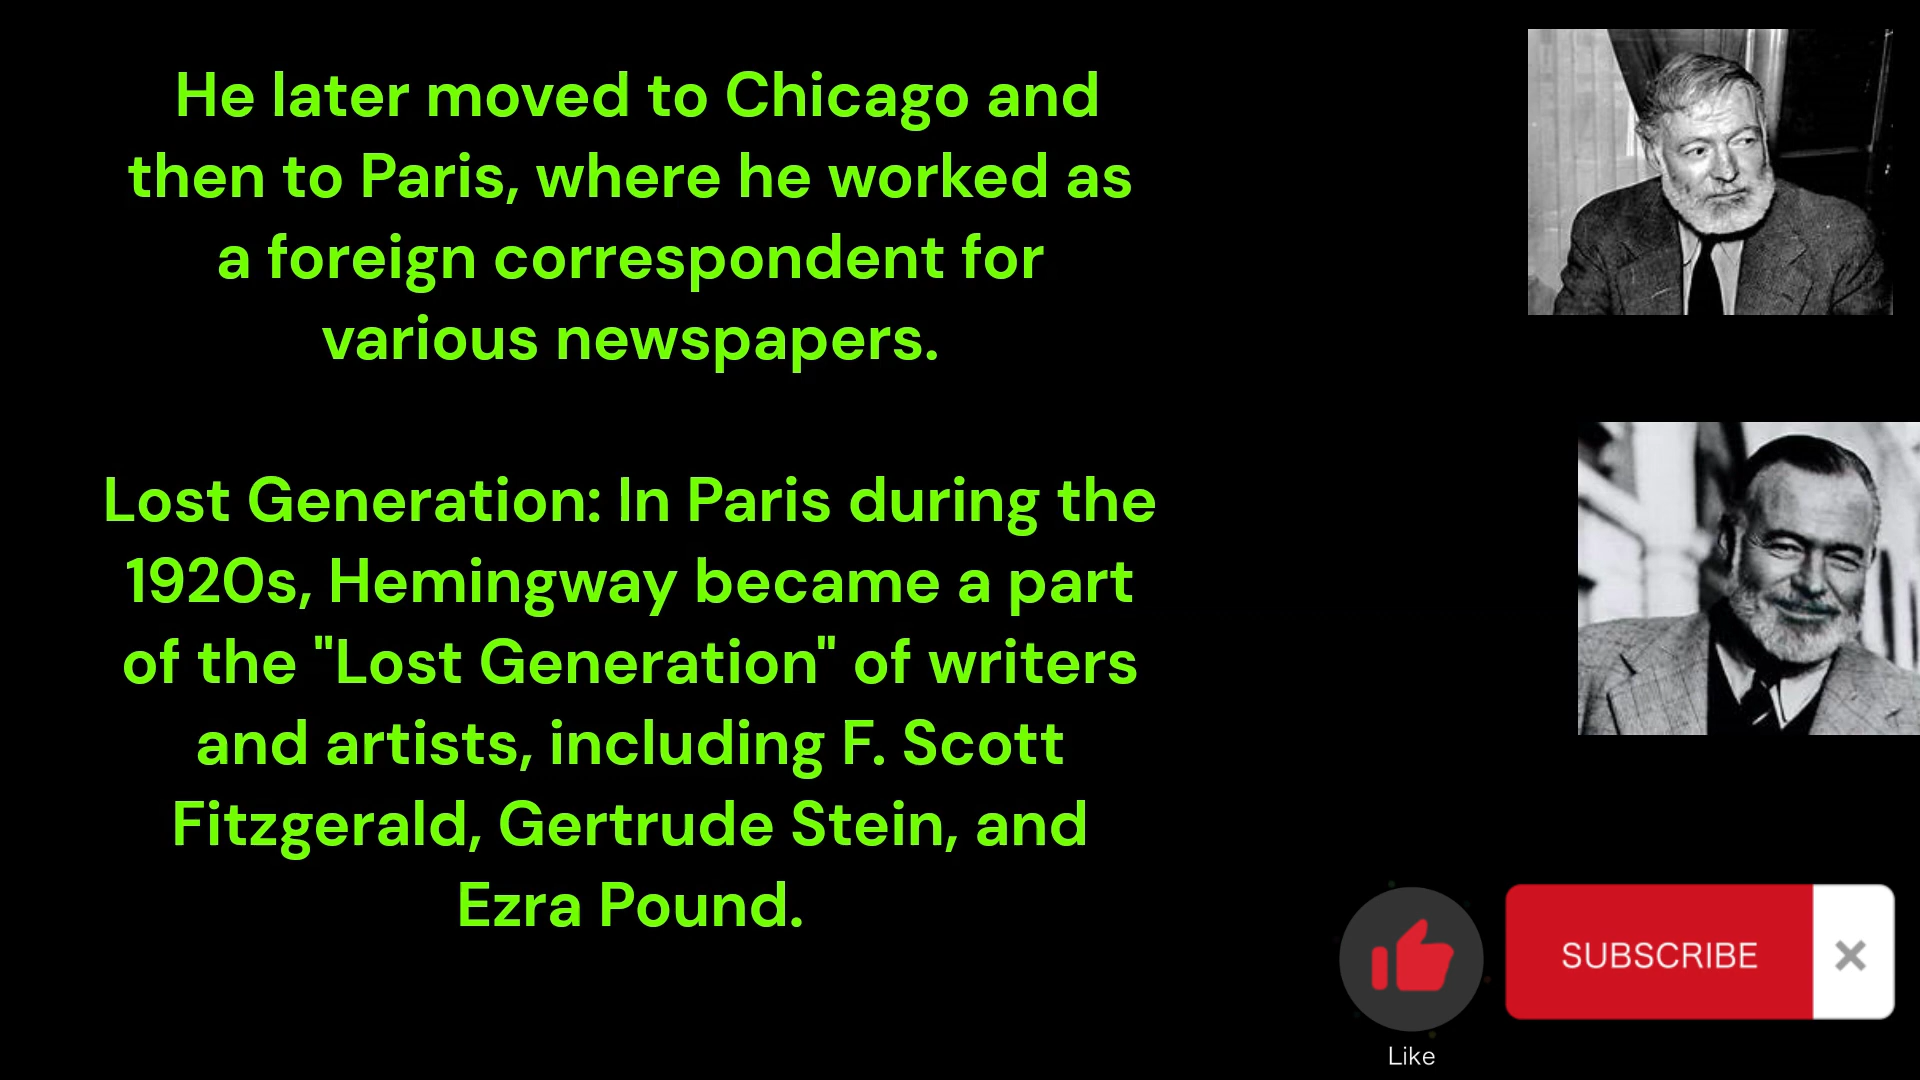 He later moved to Chicago and
then to Paris, where he worked as
a foreign correspondent for
various newspapers.
Lost Generation: In Paris during the
1920s, Hemingway became a part
of the "Lost Generation" of writers
and artists, including F. Scott
Fitzgerald, Gertrude Stein, and
Ezra Pound.
SUBSCRIBE
Like